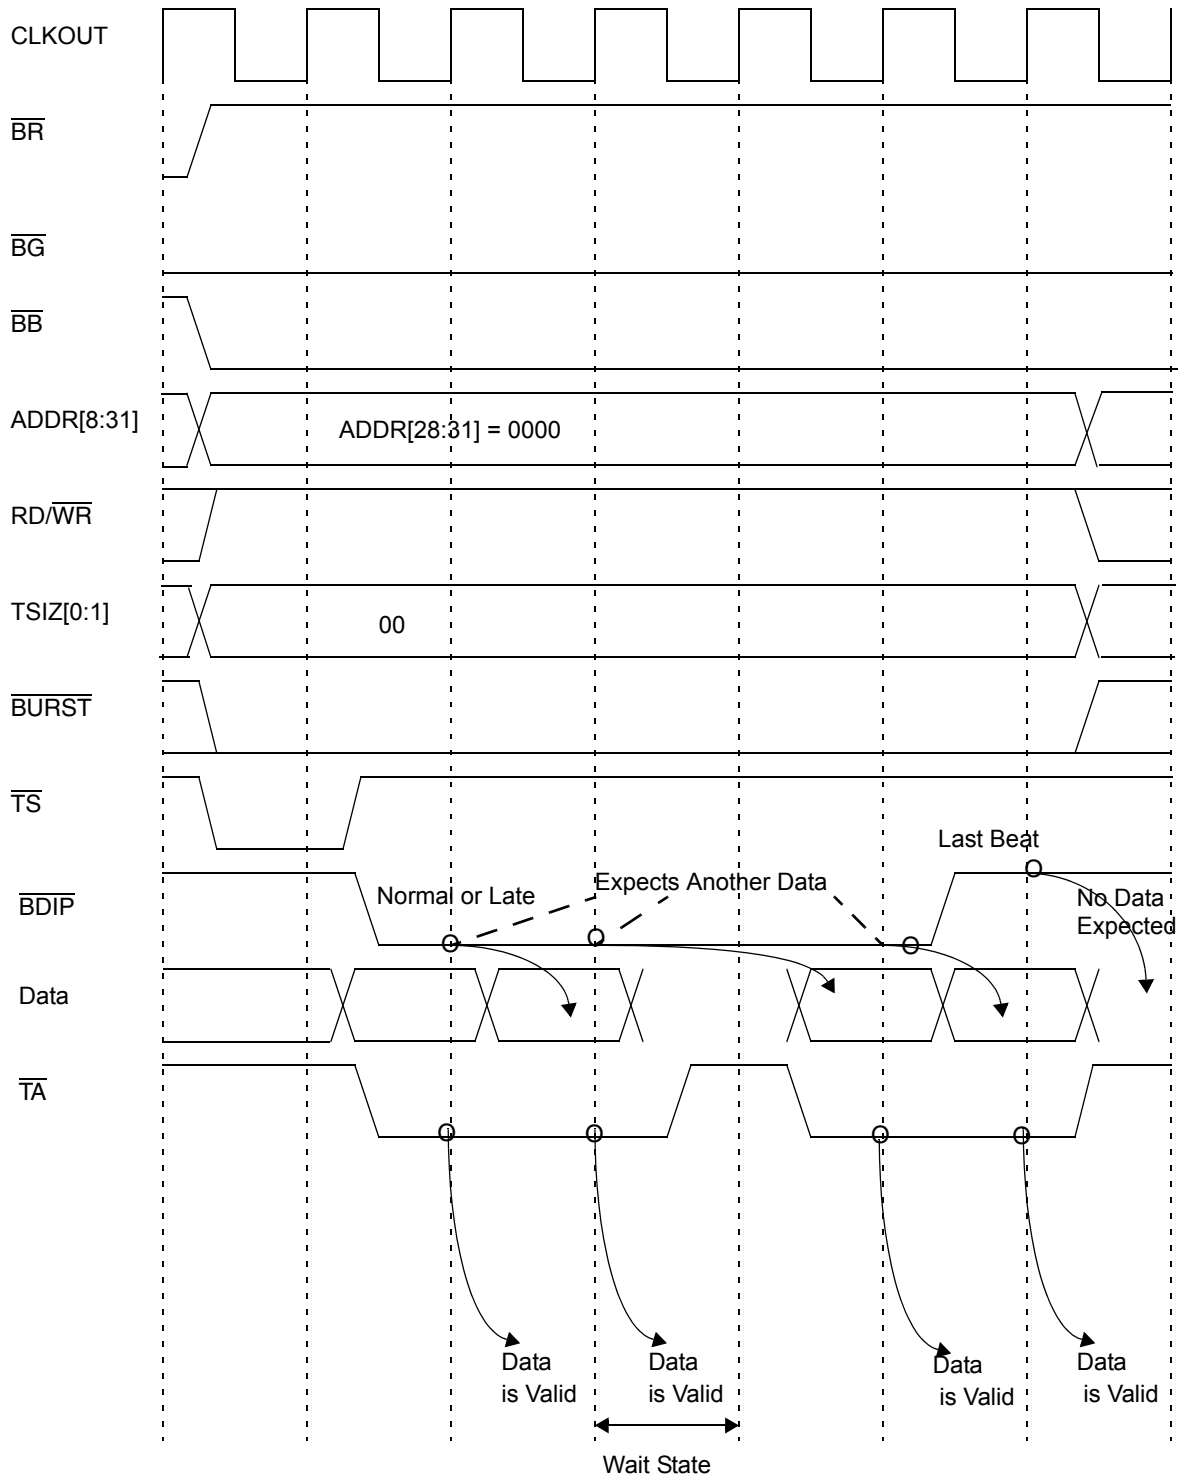 CLKOUT
BR
BG
BB
ADDR[8:31]
ADDR[28:31] = 0000
RD/WR
TSIZ[0:1]
00
BURST
TS
Last Beat
BDIP
Normal or Late
Expects Another Data
No Data
Expected
Data
TA
Data
is Valid
Data
is Valid
Data
is Valid
Data
is Valid
Wait State